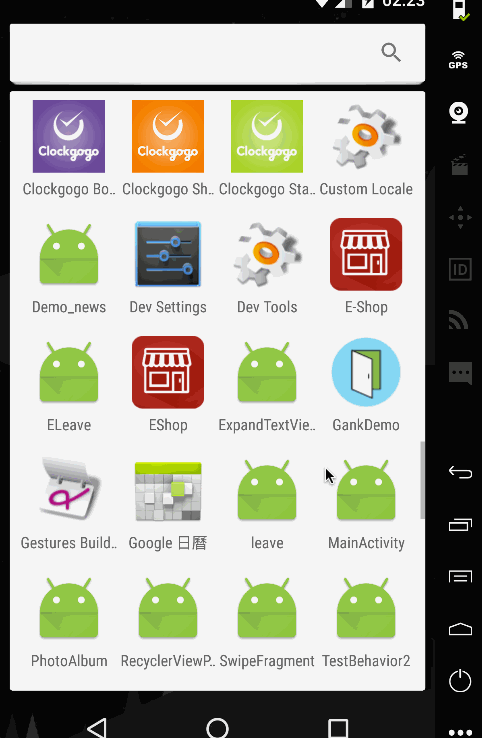 02:23
GPS
Clockgogo Clockgogo Clockgogo
Clockgogo Bo.. Clockgogo Sh.. Clockgogo Sta.. Custom Locale
Demo_news Dev Settings Dev Tools E-Shop
ID
ELeave EShop ExpandTextVie.. GankDemo
Gestures Build.. Google 日曆 leave MainActivity
PhotoAlbum RecyclerViewP.. SwipeFragment TestBehavior2